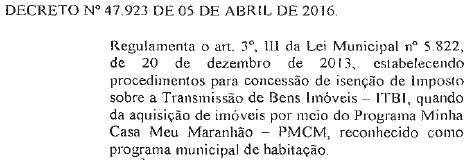 DECRETO Nº 47.923 DE 05 DE ABRIL DE 2016.
Regulamenta o art. 3º, III da Lei Municipal nº 5.822,
de 20 de dezembro de 2013, estabelecendo
procedimentos para concessão de isenção de Imposto
sobre a Transmissão de Bens Imóveis – ITBI, quando
da aquisição de imóveis por meio do Programa Minha
Casa Meu Maranhão – PMCM, reconhecido como
programa municipal de habitação.